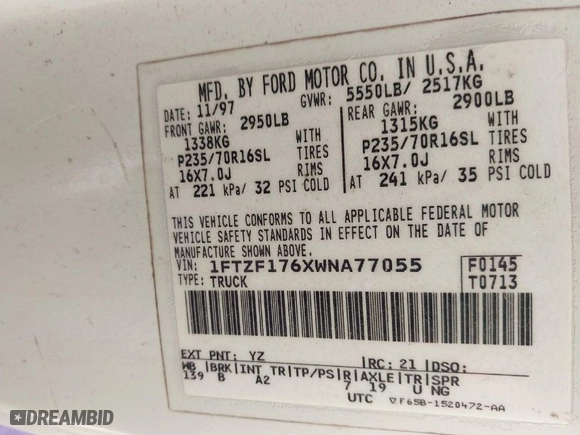 MFD. BY FORD MOTOR CO. IN U.S.A.
DATE: 11/97 GVWR: 5550LB/ 2517KG
FRONT GAWR: 2950LB REAR GAWR: 2900LB
1338KG WITH 1315KG WITH
P235/70R16SL TIRES P235/70R16SL TIRES
16X7.0J RIMS 16X7.0J RIMS
AT 221 kPa/ 32 PSI COLD AT 241 kPa/ 35 PSI COLD
THIS VEHICLE CONFORMS TO ALL APPLICABLE FEDERAL MOTOR
VEHICLE SAFETY STANDARDS IN EFFECT ON THE DATE OF
MANUFACTURE SHOWN ABOVE.
VIN: 1FTZF176XWNA77055 F0145
TYPE: TRUCK T0713
EXT PNT: YZ RC: 21 DSO:
WB BRK INT TR TP/PS R AXLE TR SPR
139 B A2 7 19 U NG
UTC ▽F65B-1520472-AA
DREAMBID